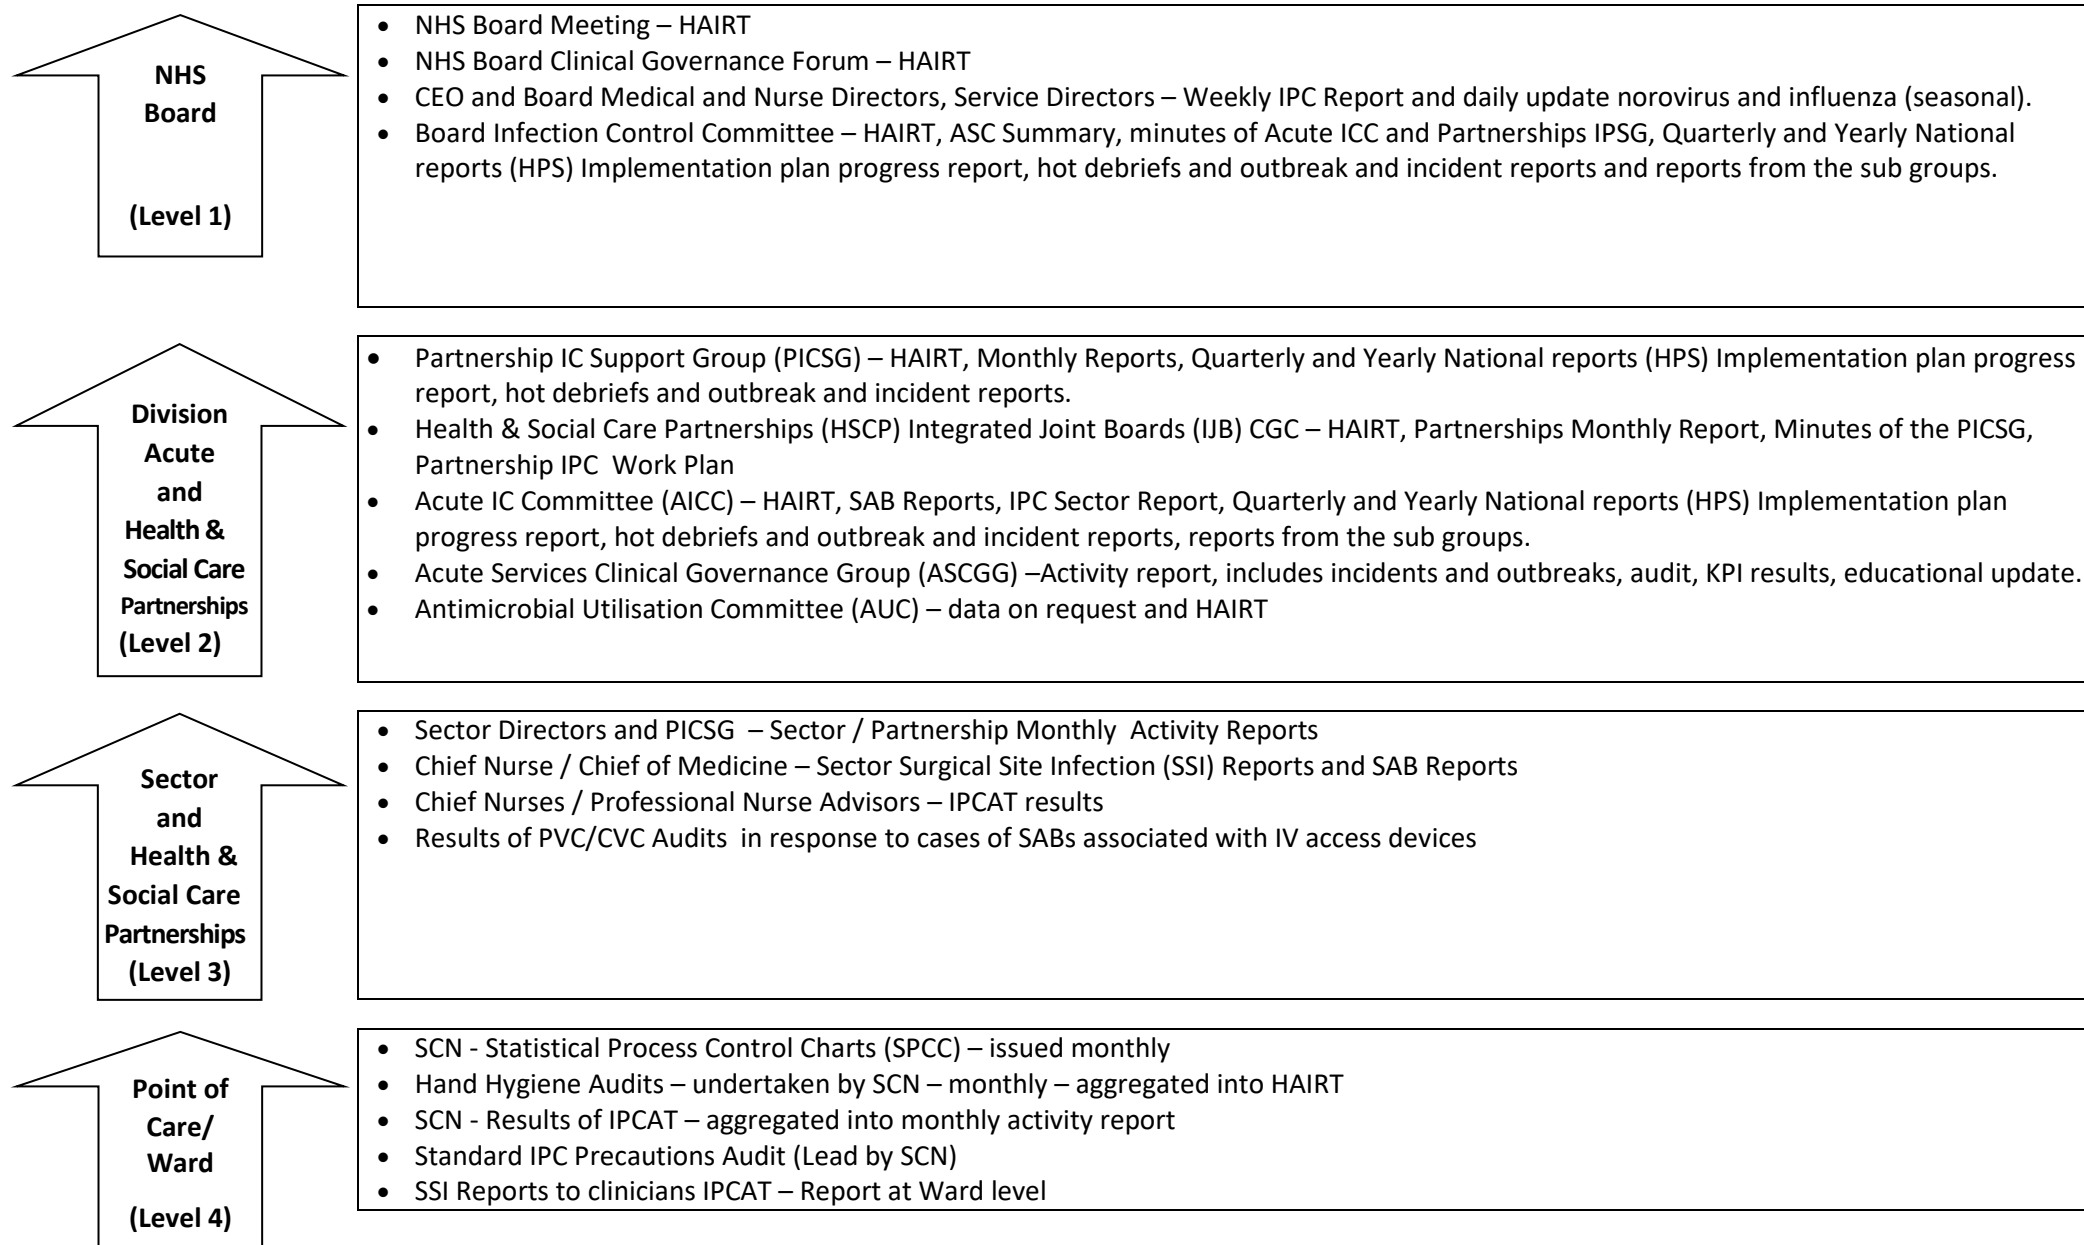 NHS
Board
(Level 1)
• NHS Board Meeting – HAIRT
• NHS Board Clinical Governance Forum – HAIRT
• CEO and Board Medical and Nurse Directors, Service Directors – Weekly IPC Report and daily update norovirus and influenza (seasonal).
• Board Infection Control Committee – HAIRT, ASC Summary, minutes of Acute ICC and Partnerships IPSG, Quarterly and Yearly National
reports (HPS) Implementation plan progress report, hot debriefs and outbreak and incident reports and reports from the sub groups.
Division
Acute
and
Health &
Social Care
Partnerships
(Level 2)
• Partnership IC Support Group (PICSG) – HAIRT, Monthly Reports, Quarterly and Yearly National reports (HPS) Implementation plan progress
report, hot debriefs and outbreak and incident reports.
• Health & Social Care Partnerships (HSCP) Integrated Joint Boards (IJB) CGC – HAIRT, Partnerships Monthly Report, Minutes of the PICSG,
Partnership IPC Work Plan
• Acute IC Committee (AICC) – HAIRT, SAB Reports, IPC Sector Report, Quarterly and Yearly National reports (HPS) Implementation plan
progress report, hot debriefs and outbreak and incident reports, reports from the sub groups.
• Acute Services Clinical Governance Group (ASCGG) –Activity report, includes incidents and outbreaks, audit, KPI results, educational update.
• Antimicrobial Utilisation Committee (AUC) – data on request and HAIRT
Sector
and
Health &
Social Care
Partnerships
(Level 3)
• Sector Directors and PICSG – Sector / Partnership Monthly Activity Reports
• Chief Nurse / Chief of Medicine – Sector Surgical Site Infection (SSI) Reports and SAB Reports
• Chief Nurses / Professional Nurse Advisors – IPCAT results
• Results of PVC/CVC Audits in response to cases of SABs associated with IV access devices
Point of
Care/
Ward
(Level 4)
• SCN - Statistical Process Control Charts (SPCC) – issued monthly
• Hand Hygiene Audits – undertaken by SCN – monthly – aggregated into HAIRT
• SCN - Results of IPCAT – aggregated into monthly activity report
• Standard IPC Precautions Audit (Lead by SCN)
• SSI Reports to clinicians IPCAT – Report at Ward level